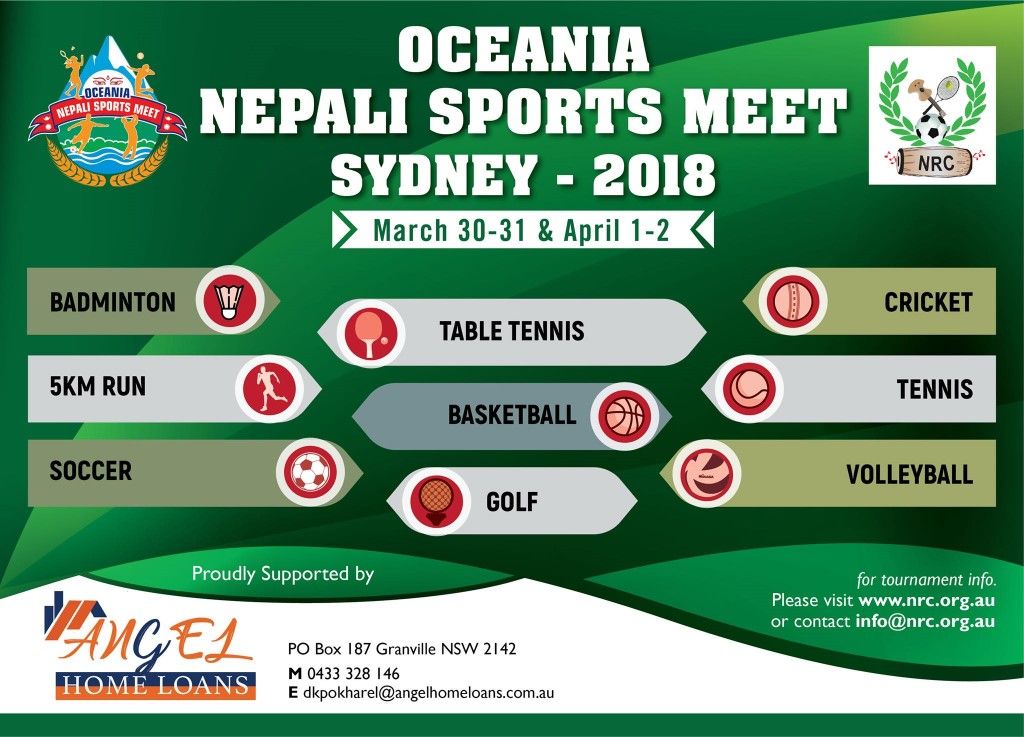 OCEANIA
NEPALI SPORTS MEET
SYDNEY - 2018
March 30-31 & April 1-2
OCEANIA
NEPALI SPORTS MEET
NRC
BADMINTON
TABLE TENNIS
CRICKET
5KM RUN
BASKETBALL
TENNIS
SOCCER
GOLF
VOLLEYBALL
Proudly Supported by
ANGEL
HOME LOANS
PO Box 187 Granville NSW 2142
M 0433 328 146
E dkpokharel@angelhomeloans.com.au
for tournament info.
Please visit www.nrc.org.au
or contact info@nrc.org.au